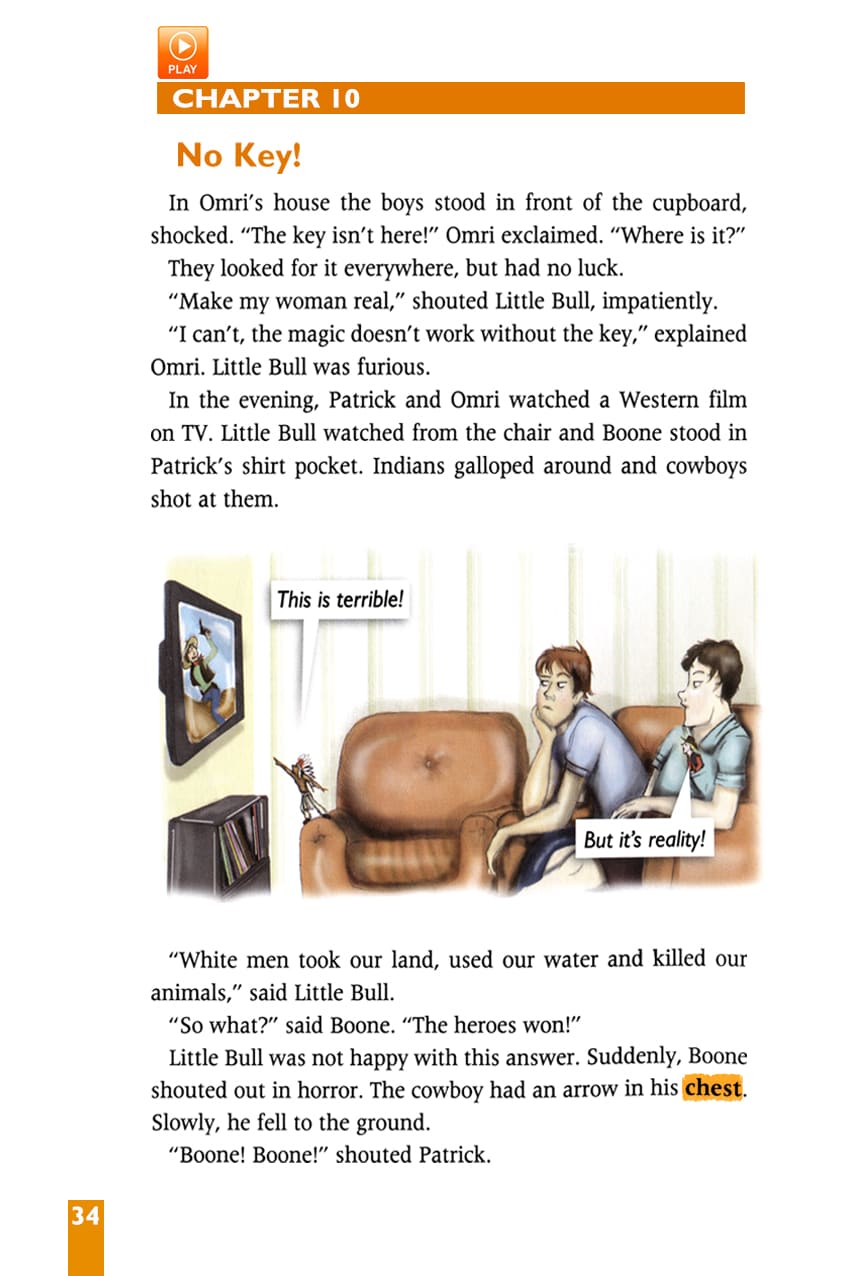 PLAY
CHAPTER 10
No Key!
In Omri’s house the boys stood in front of the cupboard,
shocked. “The key isn’t here!” Omri exclaimed. “Where is it?”
They looked for it everywhere, but had no luck.
“Make my woman real,” shouted Little Bull, impatiently.
“I can’t, the magic doesn’t work without the key,” explained
Omri. Little Bull was furious.
In the evening, Patrick and Omri watched a Western film
on TV. Little Bull watched from the chair and Boone stood in
Patrick’s shirt pocket. Indians galloped around and cowboys
shot at them.
This is terrible!
But it’s reality!
“White men took our land, used our water and killed our
animals,” said Little Bull.
“So what?” said Boone. “The heroes won!”
Little Bull was not happy with this answer. Suddenly, Boone
shouted out in horror. The cowboy had an arrow in his chest.
Slowly, he fell to the ground.
“Boone! Boone!” shouted Patrick.
34